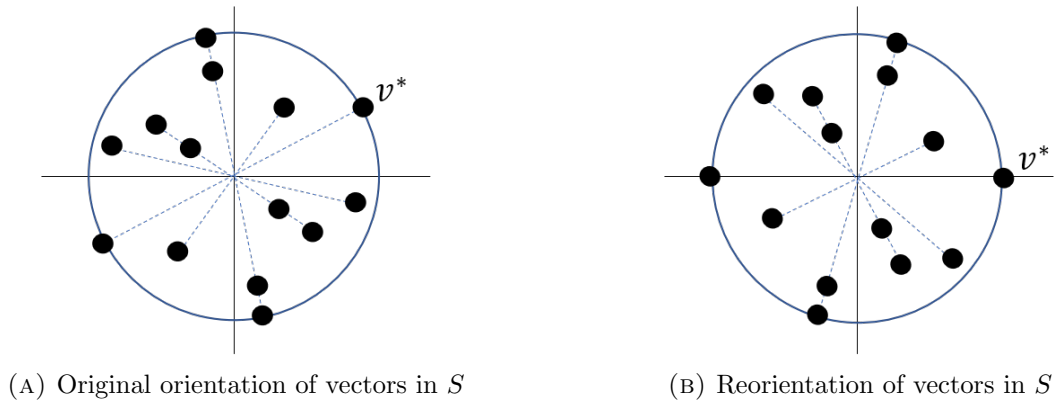 v*
v*
(A) Original orientation of vectors in S
(B) Reorientation of vectors in S